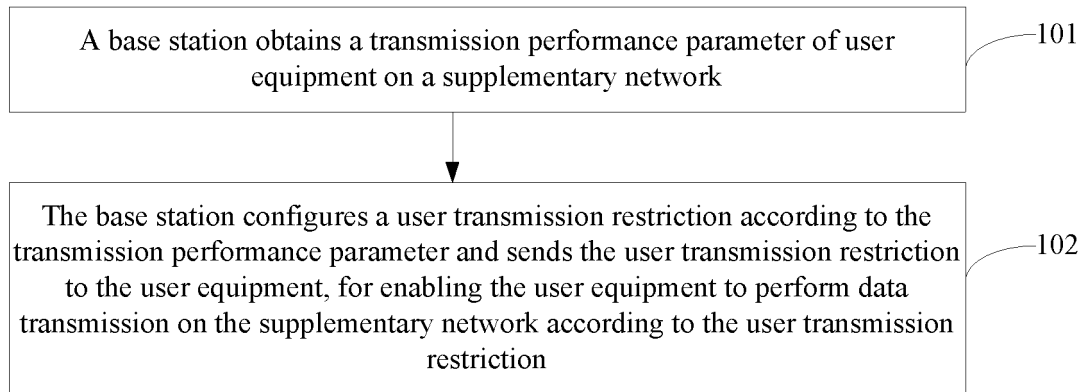 A base station obtains a transmission performance parameter of user
equipment on a supplementary network
101
The base station configures a user transmission restriction according to the
transmission performance parameter and sends the user transmission restriction
to the user equipment, for enabling the user equipment to perform data
transmission on the supplementary network according to the user transmission
restriction
102